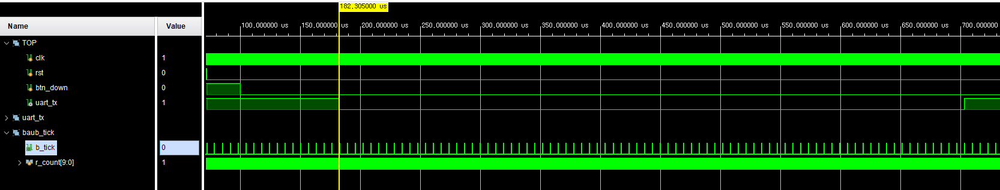 182,305000 us
Name Value
100,000000 us 150,000000 us 200,000000 us 250,000000 us 300,000000 us 350,000000 us 400,000000 us 450,000000 us 500,000000 us 550,000000 us 600,000000 us 650,000000 us 700,000000
TOP
clk 1
rst 0
btn_down 0
uart_tx 1
uart_tx
baub_tick
b_tick 0
r_count[9:0] 1